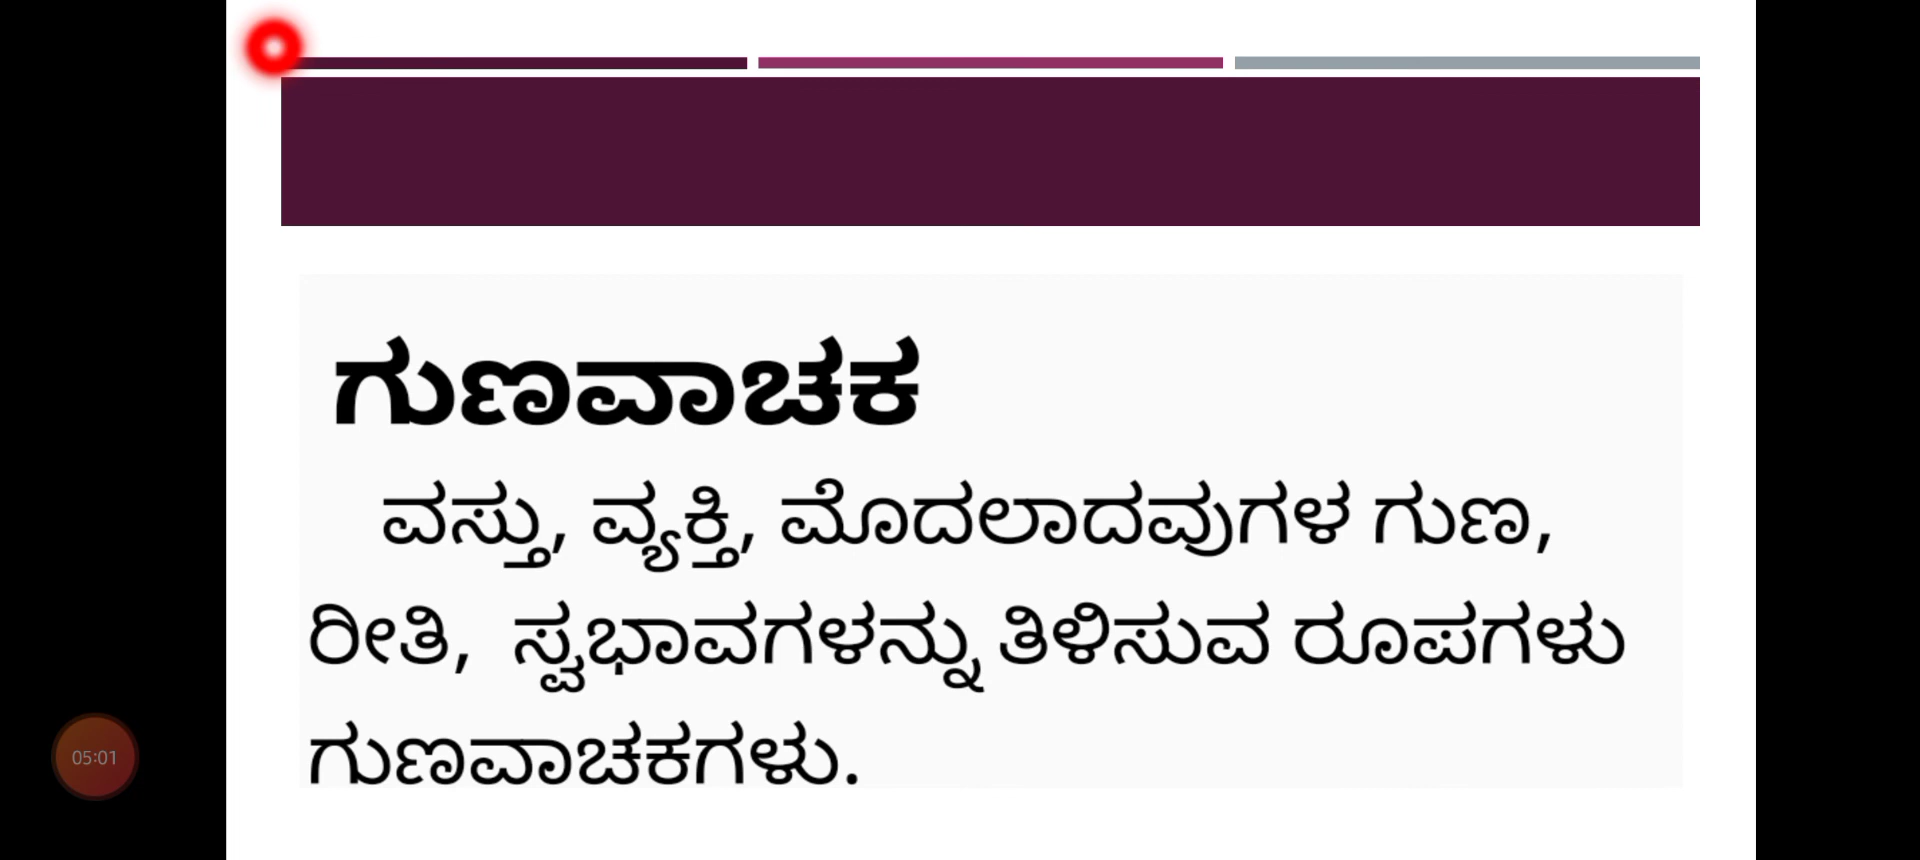 ಗುಣವಾಚಕ
ವಸ್ತು, ವ್ಯಕ್ತಿ, ಮೊದಲಾದವುಗಳ ಗುಣ,
ರೀತಿ, ಸ್ವಭಾವಗಳನ್ನು ತಿಳಿಸುವ ರೂಪಗಳು
ಗುಣವಾಚಕಗಳು.
05:01